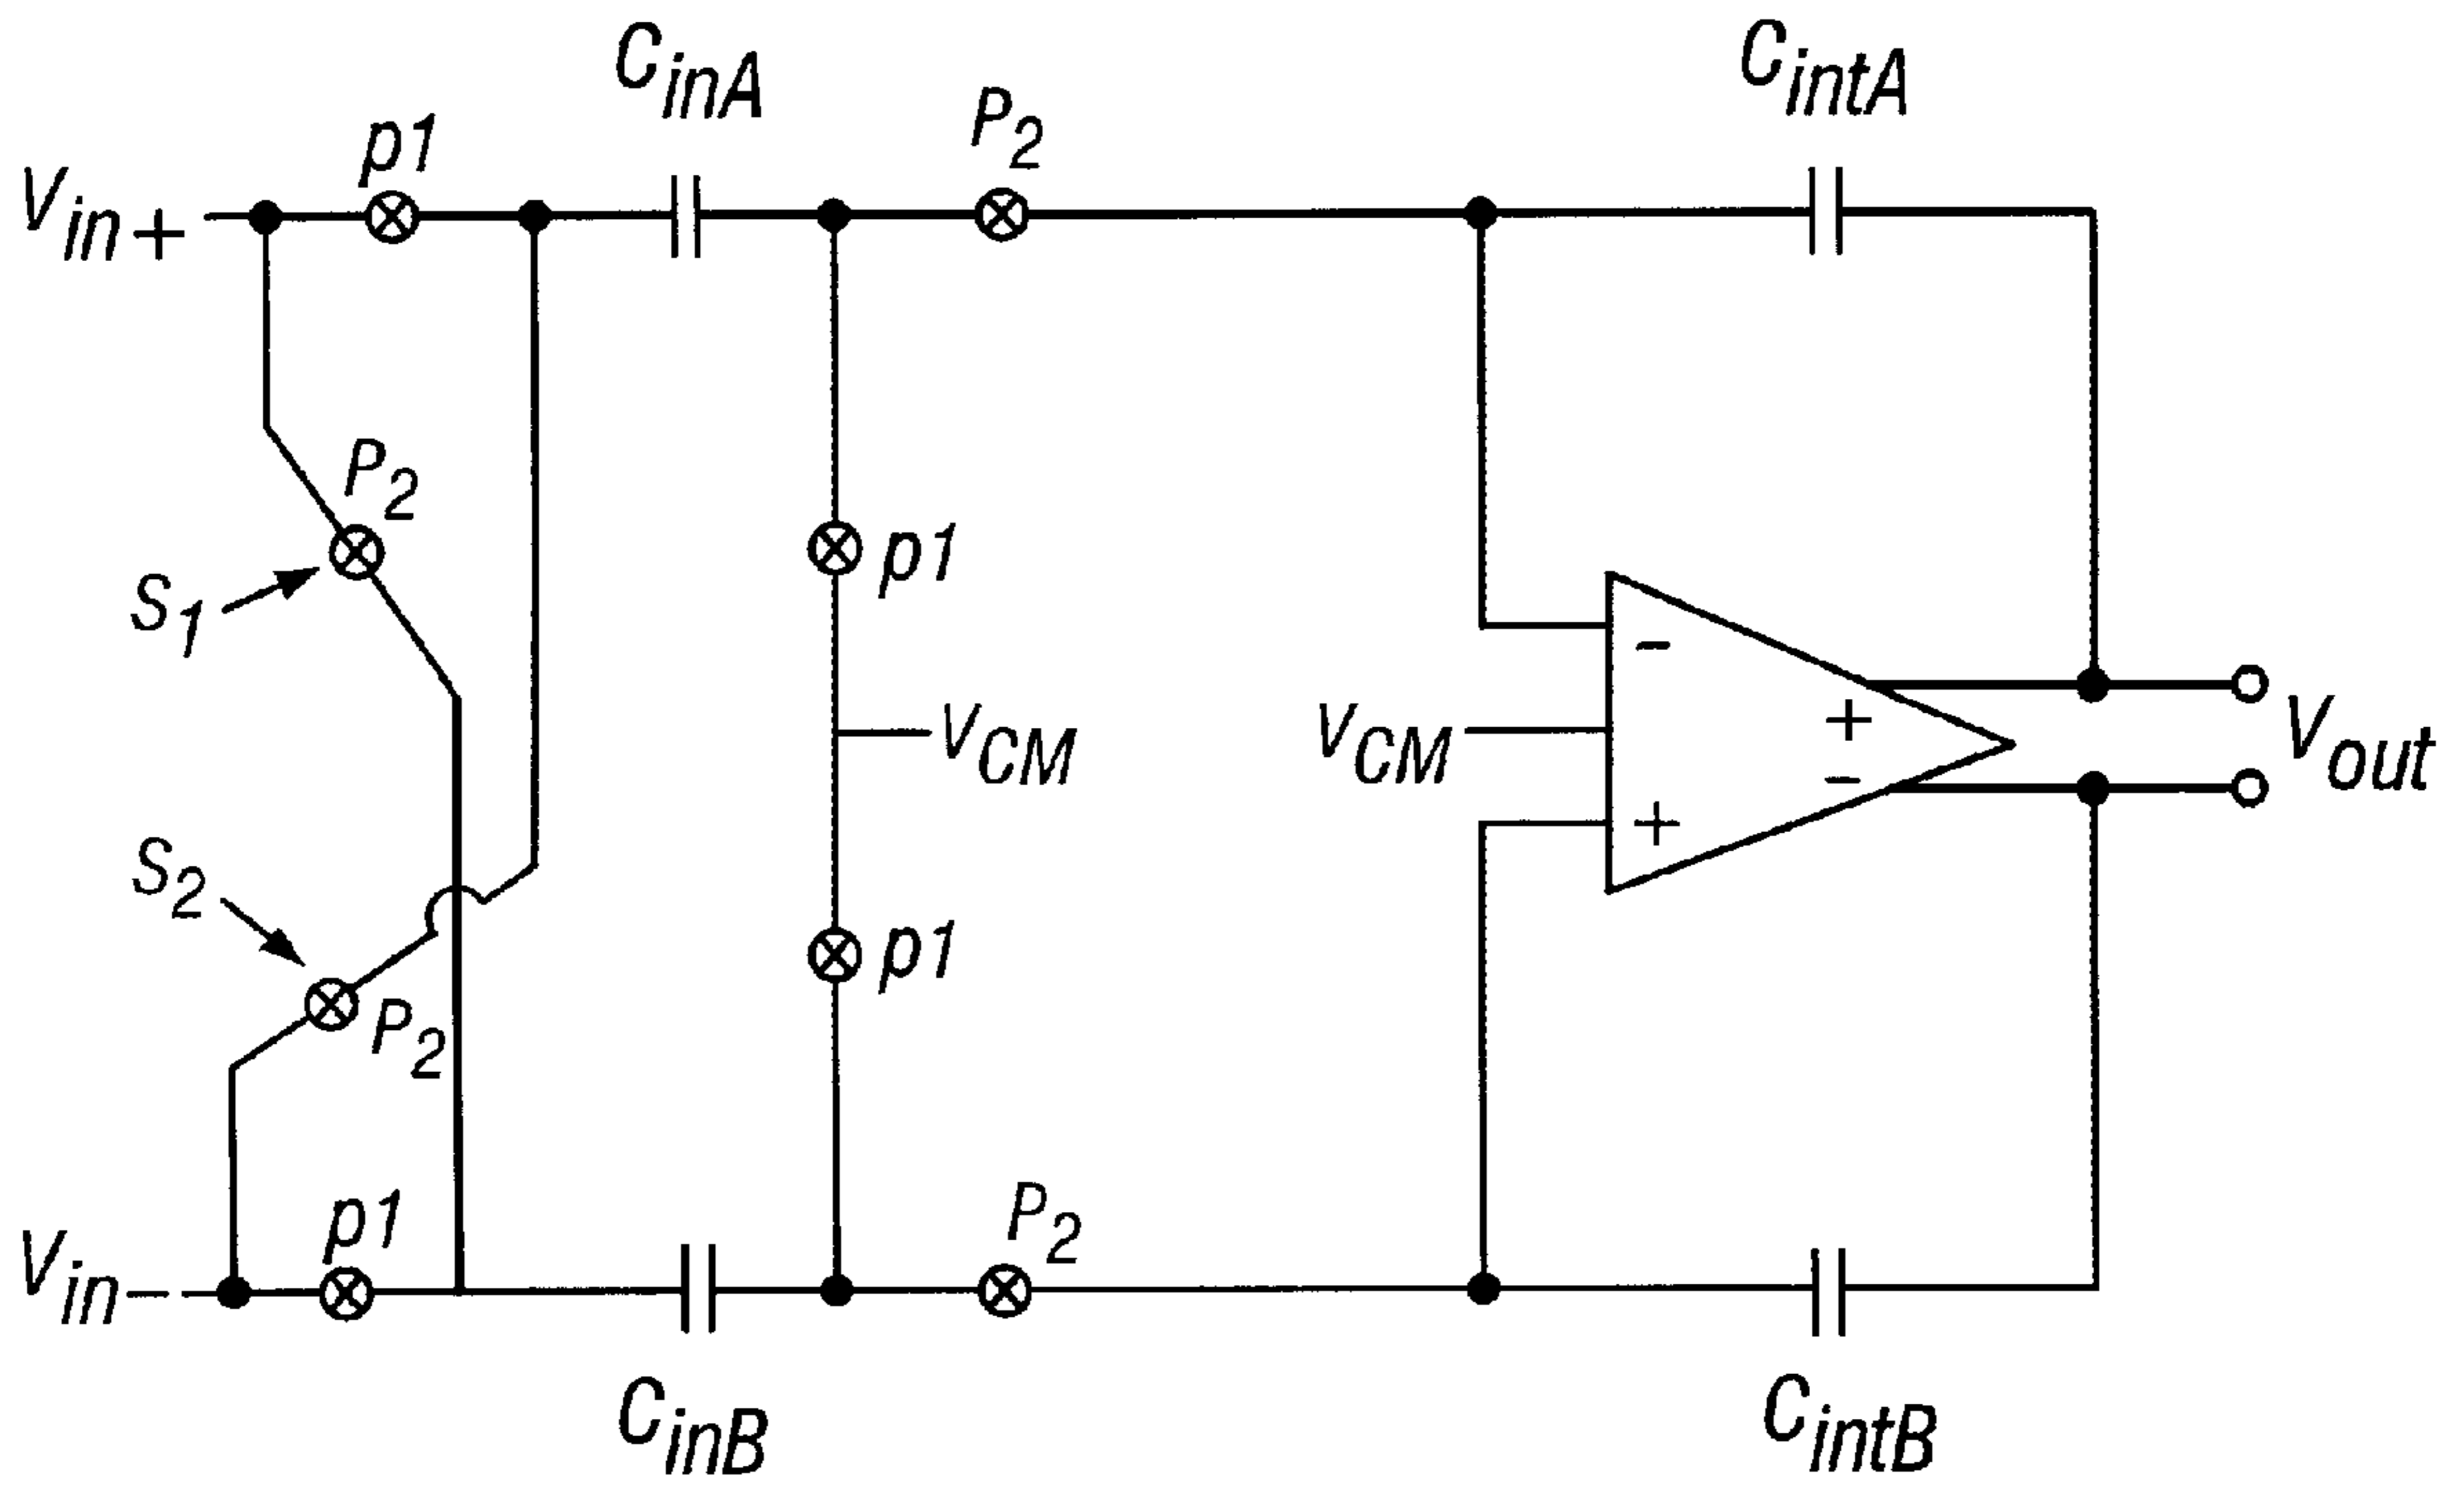 CinA
CintA
p1
P2
Vin+
P2
S1
p1
-
VCM
VCM
+
-
Vout
+
S2
p1
P2
P2
p1
Vin-
CinB
CintB